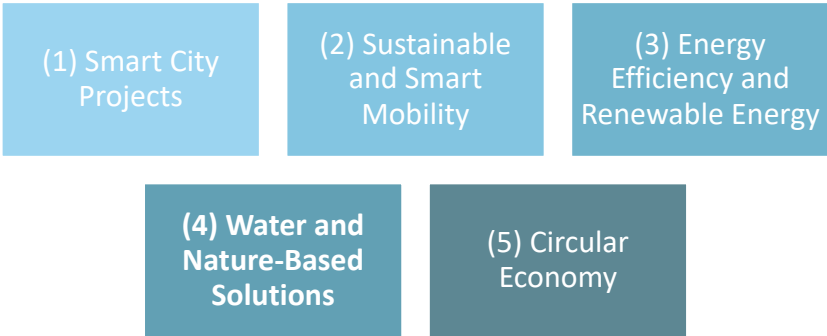 (1) Smart City
Projects
(2) Sustainable
and Smart
Mobility
(3) Energy
Efficiency and
Renewable Energy
(4) Water and
Nature-Based
Solutions
(5) Circular
Economy